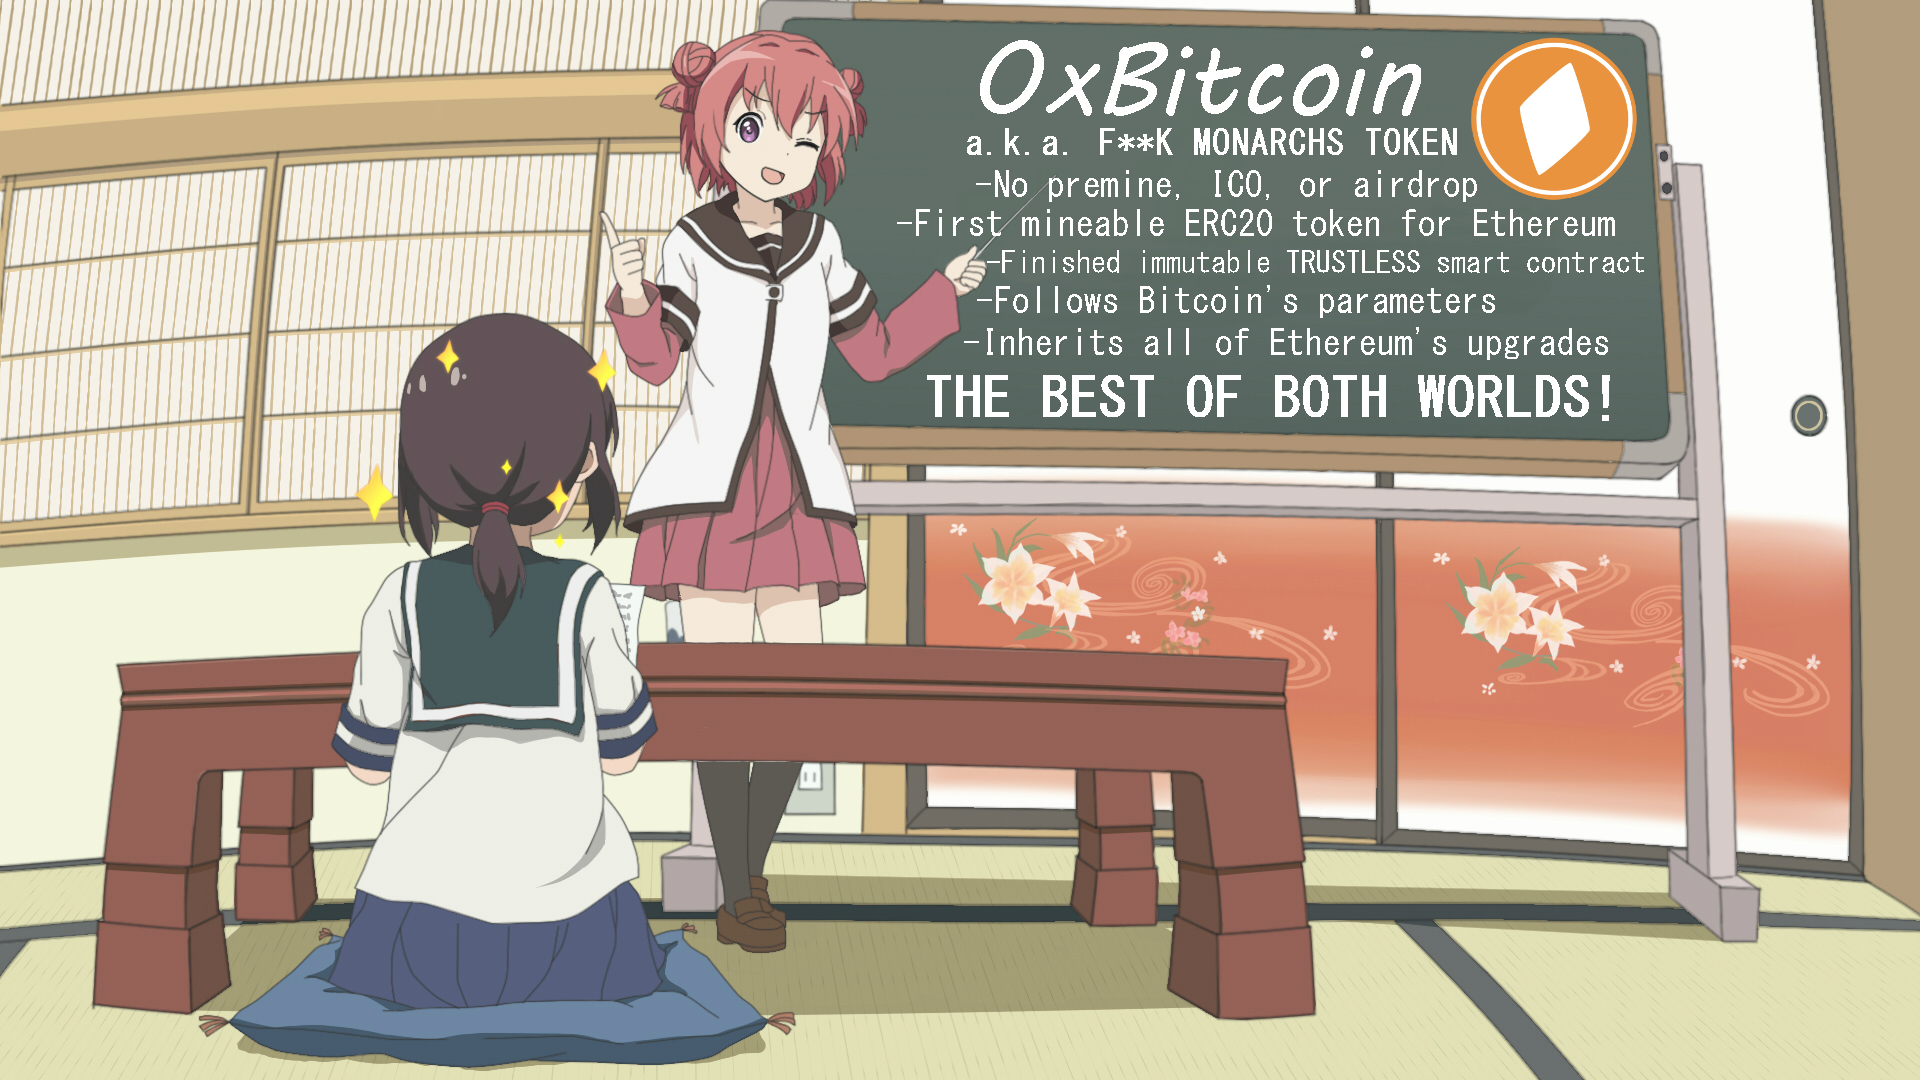 0xBitcoin
a.k.a. F**K MONARCHS TOKEN
-No premine, ICO, or airdrop
-First mineable ERC20 token for Ethereum
-Finished immutable TRUSTLESS smart contract
-Follows Bitcoin's parameters
-Inherits all of Ethereum's upgrades
THE BEST OF BOTH WORLDS!